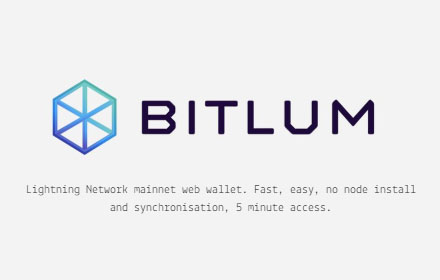 BITLUM
Lightning Network mainnet web wallet. Fast, easy, no node install
and synchronisation, 5 minute access.